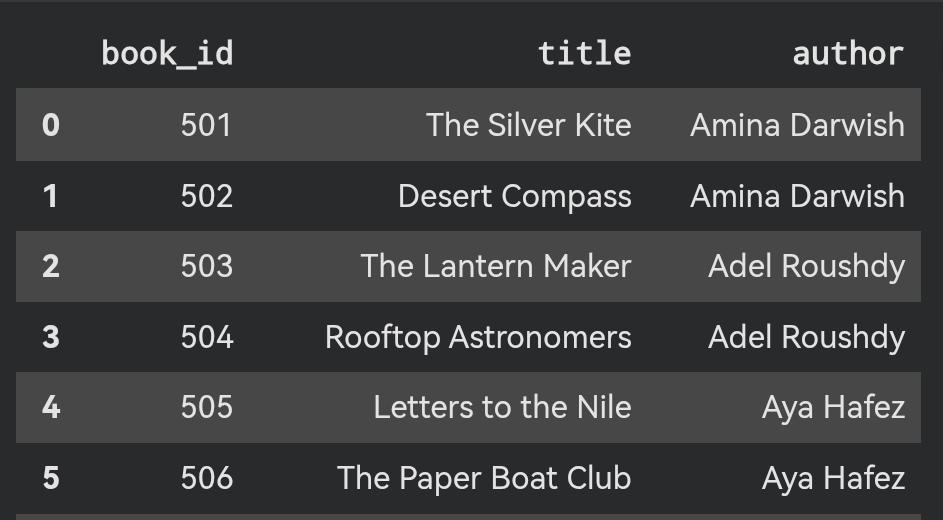 book_id title author
0 501 The Silver Kite Amina Darwish
1 502 Desert Compass Amina Darwish
2 503 The Lantern Maker Adel Roushdy
3 504 Rooftop Astronomers Adel Roushdy
4 505 Letters to the Nile Aya Hafez
5 506 The Paper Boat Club Aya Hafez